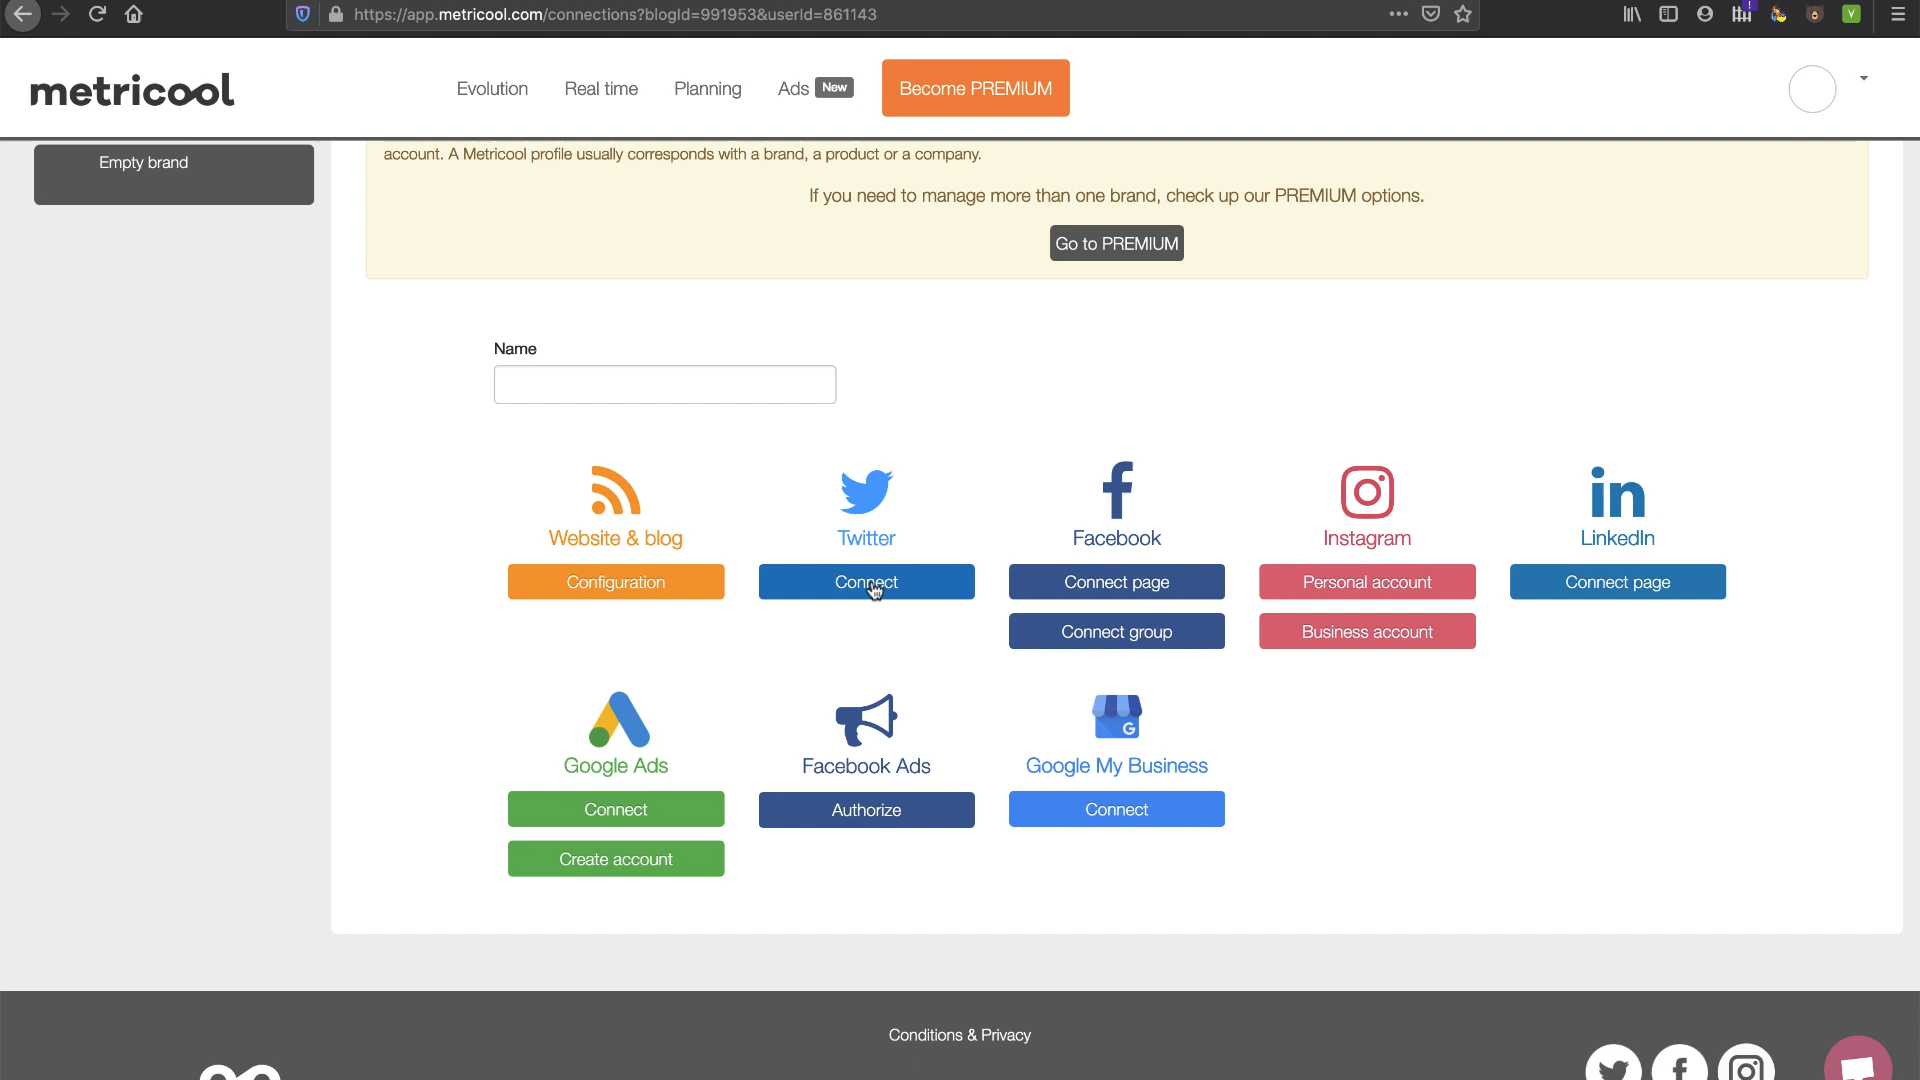 https://app.metricool.com/connections?blogId=991953&userId=861143
metricool
Evolution
Real time
Planning
Ads New
Become PREMIUM
Empty brand
account. A Metricool profile usually corresponds with a brand, a product or a company.
If you need to manage more than one brand, check up our PREMIUM options.
Go to PREMIUM
Name
Website & blog
Configuration
Twitter
Connect
Facebook
Connect page
Connect group
Instagram
Personal account
Business account
LinkedIn
Connect page
Google Ads
Connect
Create account
Facebook Ads
Authorize
G
Google My Business
Connect
Conditions & Privacy